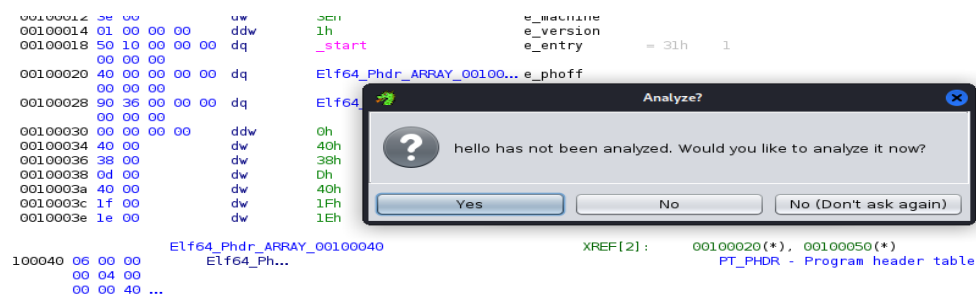 00100012 3e 00 dw 3Eh e_machine
00100014 01 00 00 00 ddw 1h e_version
00100018 50 10 00 00 00 dq _start e_entry = 31h 1
00 00 00
00100020 40 00 00 00 00 dq Elf64_Phdr_ARRAY_00100... e_phoff
00 00 00
00100028 90 36 00 00 00 dq Elf64_
00 00 00
Analyze?
00100030 00 00 00 00 ddw 0h
00100034 40 00 dw 40h
hello has not been analyzed. Would you like to analyze it now?
00100036 38 00 dw 38h
00100038 0d 00 dw Dh
0010003a 40 00 dw 40h
0010003c 1f 00 dw 1Fh
Yes No No (Don't ask again)
0010003e 1e 00 dw 1Eh
Elf64_Phdr_ARRAY_00100040 XREF[2]: 00100020(*), 00100050(*)
100040 06 00 00 Elf64_Ph... PT_PHDR - Program header table
00 04 00
00 00 40 ...